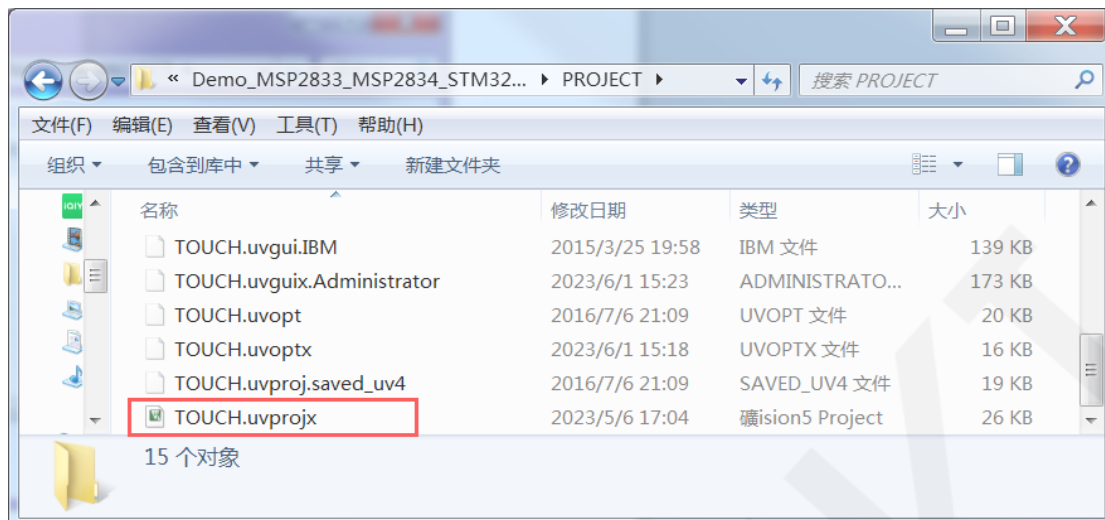 « Demo_MSP2833_MSP2834_STM32... ▸ PROJECT ▸ 搜索 PROJECT
文件(F) 编辑(E) 查看(V) 工具(T) 帮助(H)
组织 包含到库中 共享 新建文件夹
名称 修改日期 类型 大小
TOUCH.uvgui.IBM 2015/3/25 19:58 IBM 文件 139 KB
TOUCH.uvguix.Administrator 2023/6/1 15:23 ADMINISTRATO... 173 KB
TOUCH.uvopt 2016/7/6 21:09 UVOPT 文件 20 KB
TOUCH.uvoptx 2023/6/1 15:18 UVOPTX 文件 16 KB
TOUCH.uvproj.saved_uv4 2016/7/6 21:09 SAVED_UV4 文件 19 KB
TOUCH.uvprojx 2023/5/6 17:04 礦ision5 Project 26 KB
15 个对象